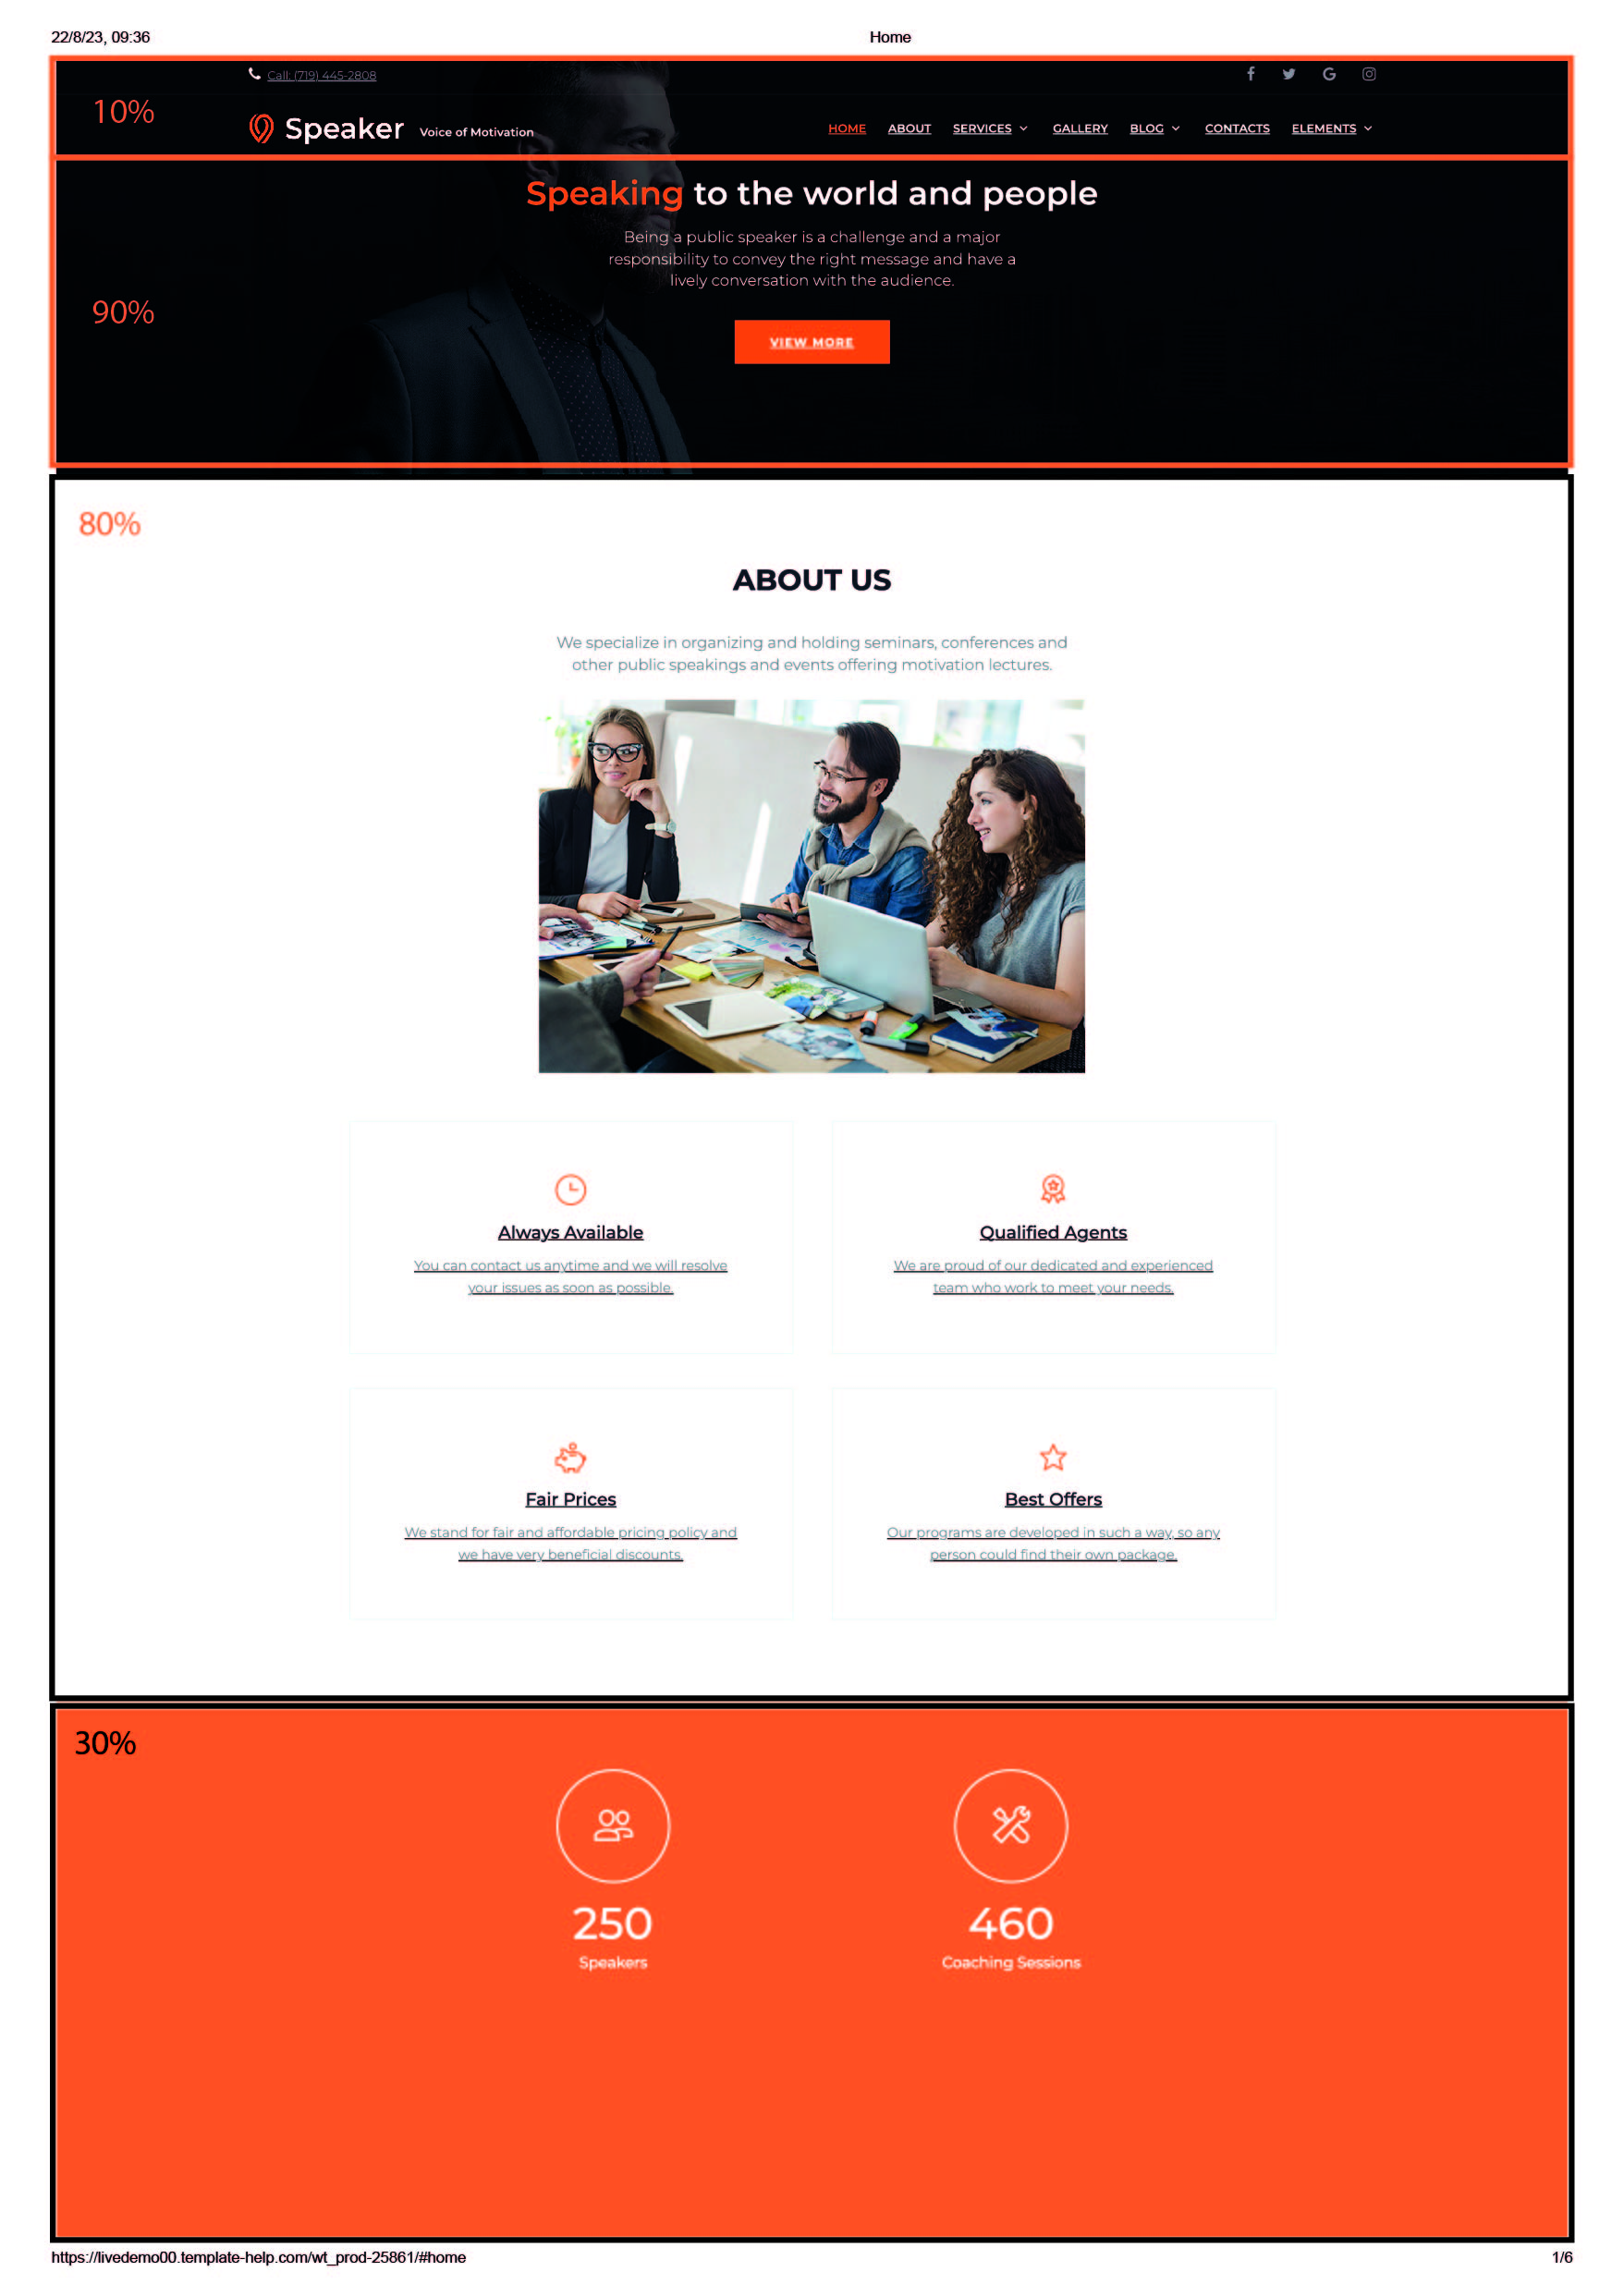 22/8/23, 09:36 Home
Call: (719) 445-2808
10%
Speaker Voice of Motivation HOME ABOUT SERVICES GALLERY BLOG CONTACTS ELEMENTS
Speaking to the world and people
Being a public speaker is a challenge and a major
responsibility to convey the right message and have a
lively conversation with the audience.
90%
VIEW MORE
80%
ABOUT US
We specialize in organizing and holding seminars, conferences and
other public speakings and events offering motivation lectures.
Always Available
You can contact us anytime and we will resolve
your issues as soon as possible.
Qualified Agents
We are proud of our dedicated and experienced
team who work to meet your needs.
Fair Prices
We stand for fair and affordable pricing policy and
we have very beneficial discounts.
Best Offers
Our programs are developed in such a way, so any
person could find their own package.
30%
250
Speakers
460
Coaching Sessions
https://livedemo00.template-help.com/wt_prod-25861/#home 1/6